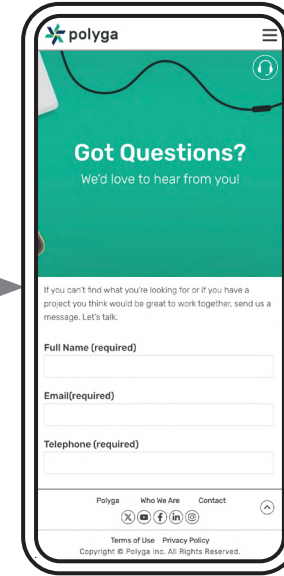 polyga
Got Questions?
We'd love to hear from you!
If you can't find what you're looking for or if you have a
project you think would be great to work together, send us a
message. Let's talk.
Full Name (required)
Email(required)
Telephone (required)
Polyga Who We Are Contact
Terms of Use Privacy Policy
Copyright © Polyga Inc. All Rights Reserved.